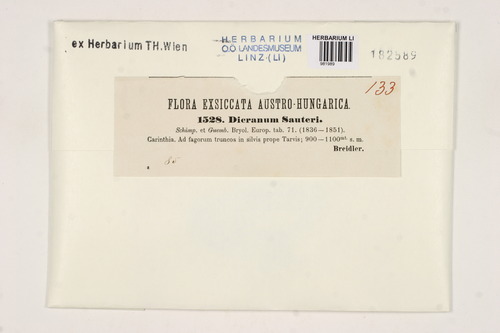 ex Herbarium TH.Wien
HERBARIUM
O.Ö. LANDESMUSEUM
LINZ·(LI)
HERBARIUM LI
182589
133
FLORA EXSICCATA AUSTRO-HUNGARICA.
1528. Dicranum Sauteri.
Schimp. et Guemb. Bryol. Europ. tab. 71. (1836—1851).
Carinthia. Ad fagorum truncos in silvis prope Tarvis; 900—1100met. s. m.
Breidler.